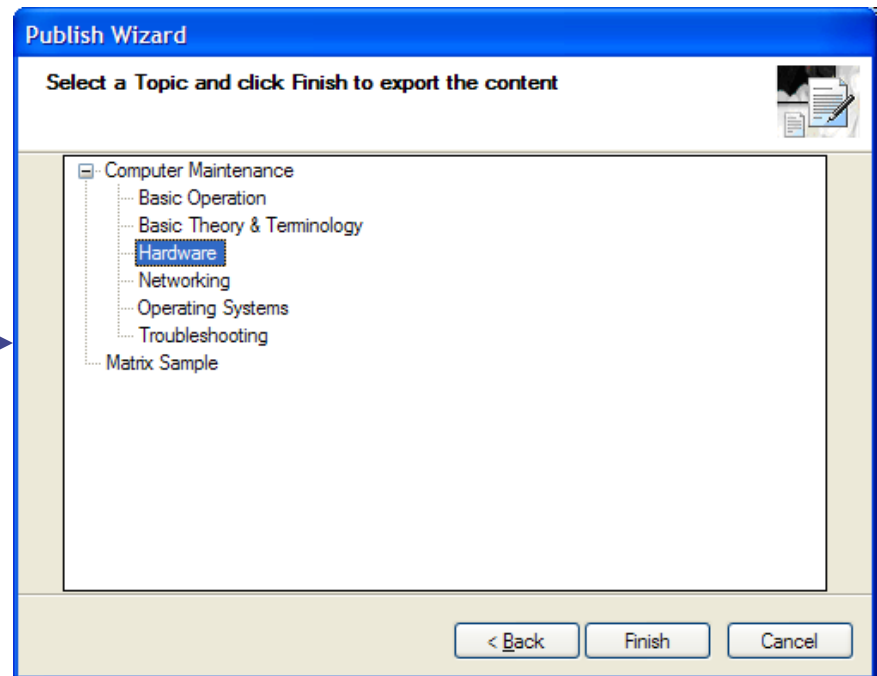 Publish Wizard
Select a Topic and click Finish to export the content
Computer Maintenance
Basic Operation
Basic Theory & Terminology
Hardware
Networking
Operating Systems
Troubleshooting
Matrix Sample
< Back Finish Cancel